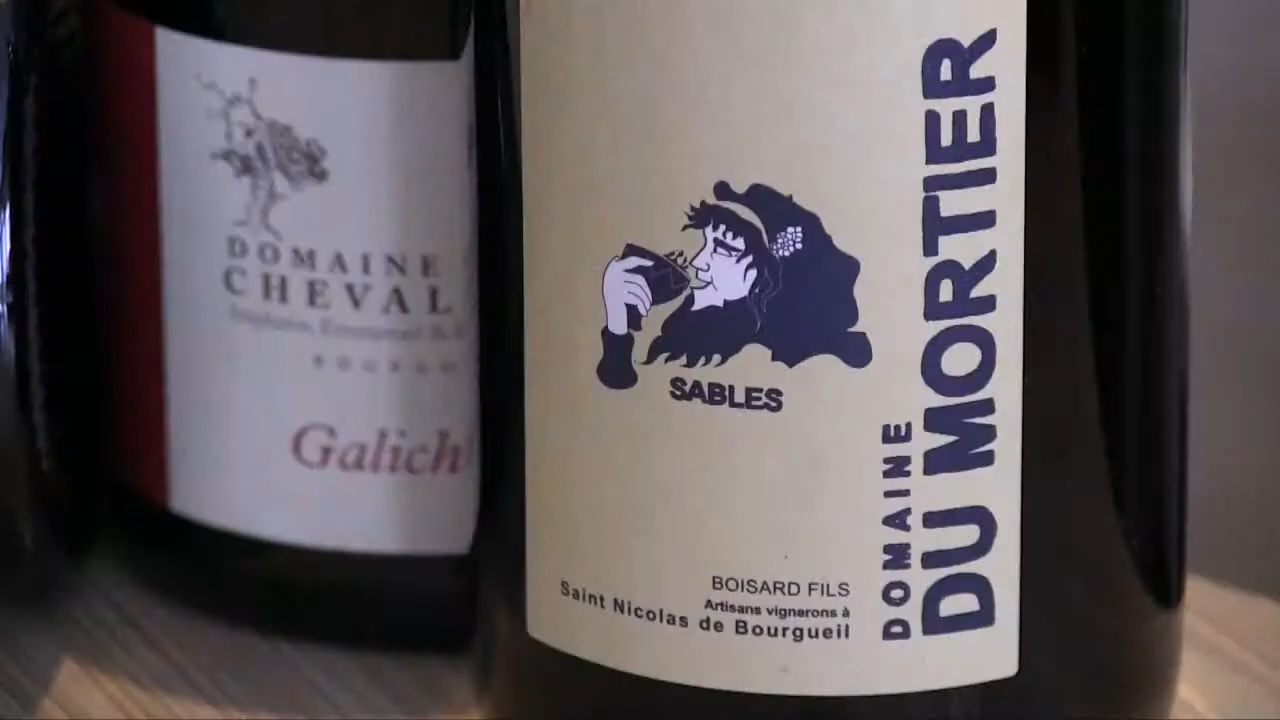 DOMAINE
CHEVAL
Galich
SABLES
BOISARD FILS
Artisans vignerons à
Saint Nicolas de Bourgueil
DOMAINE
DU MORTIER